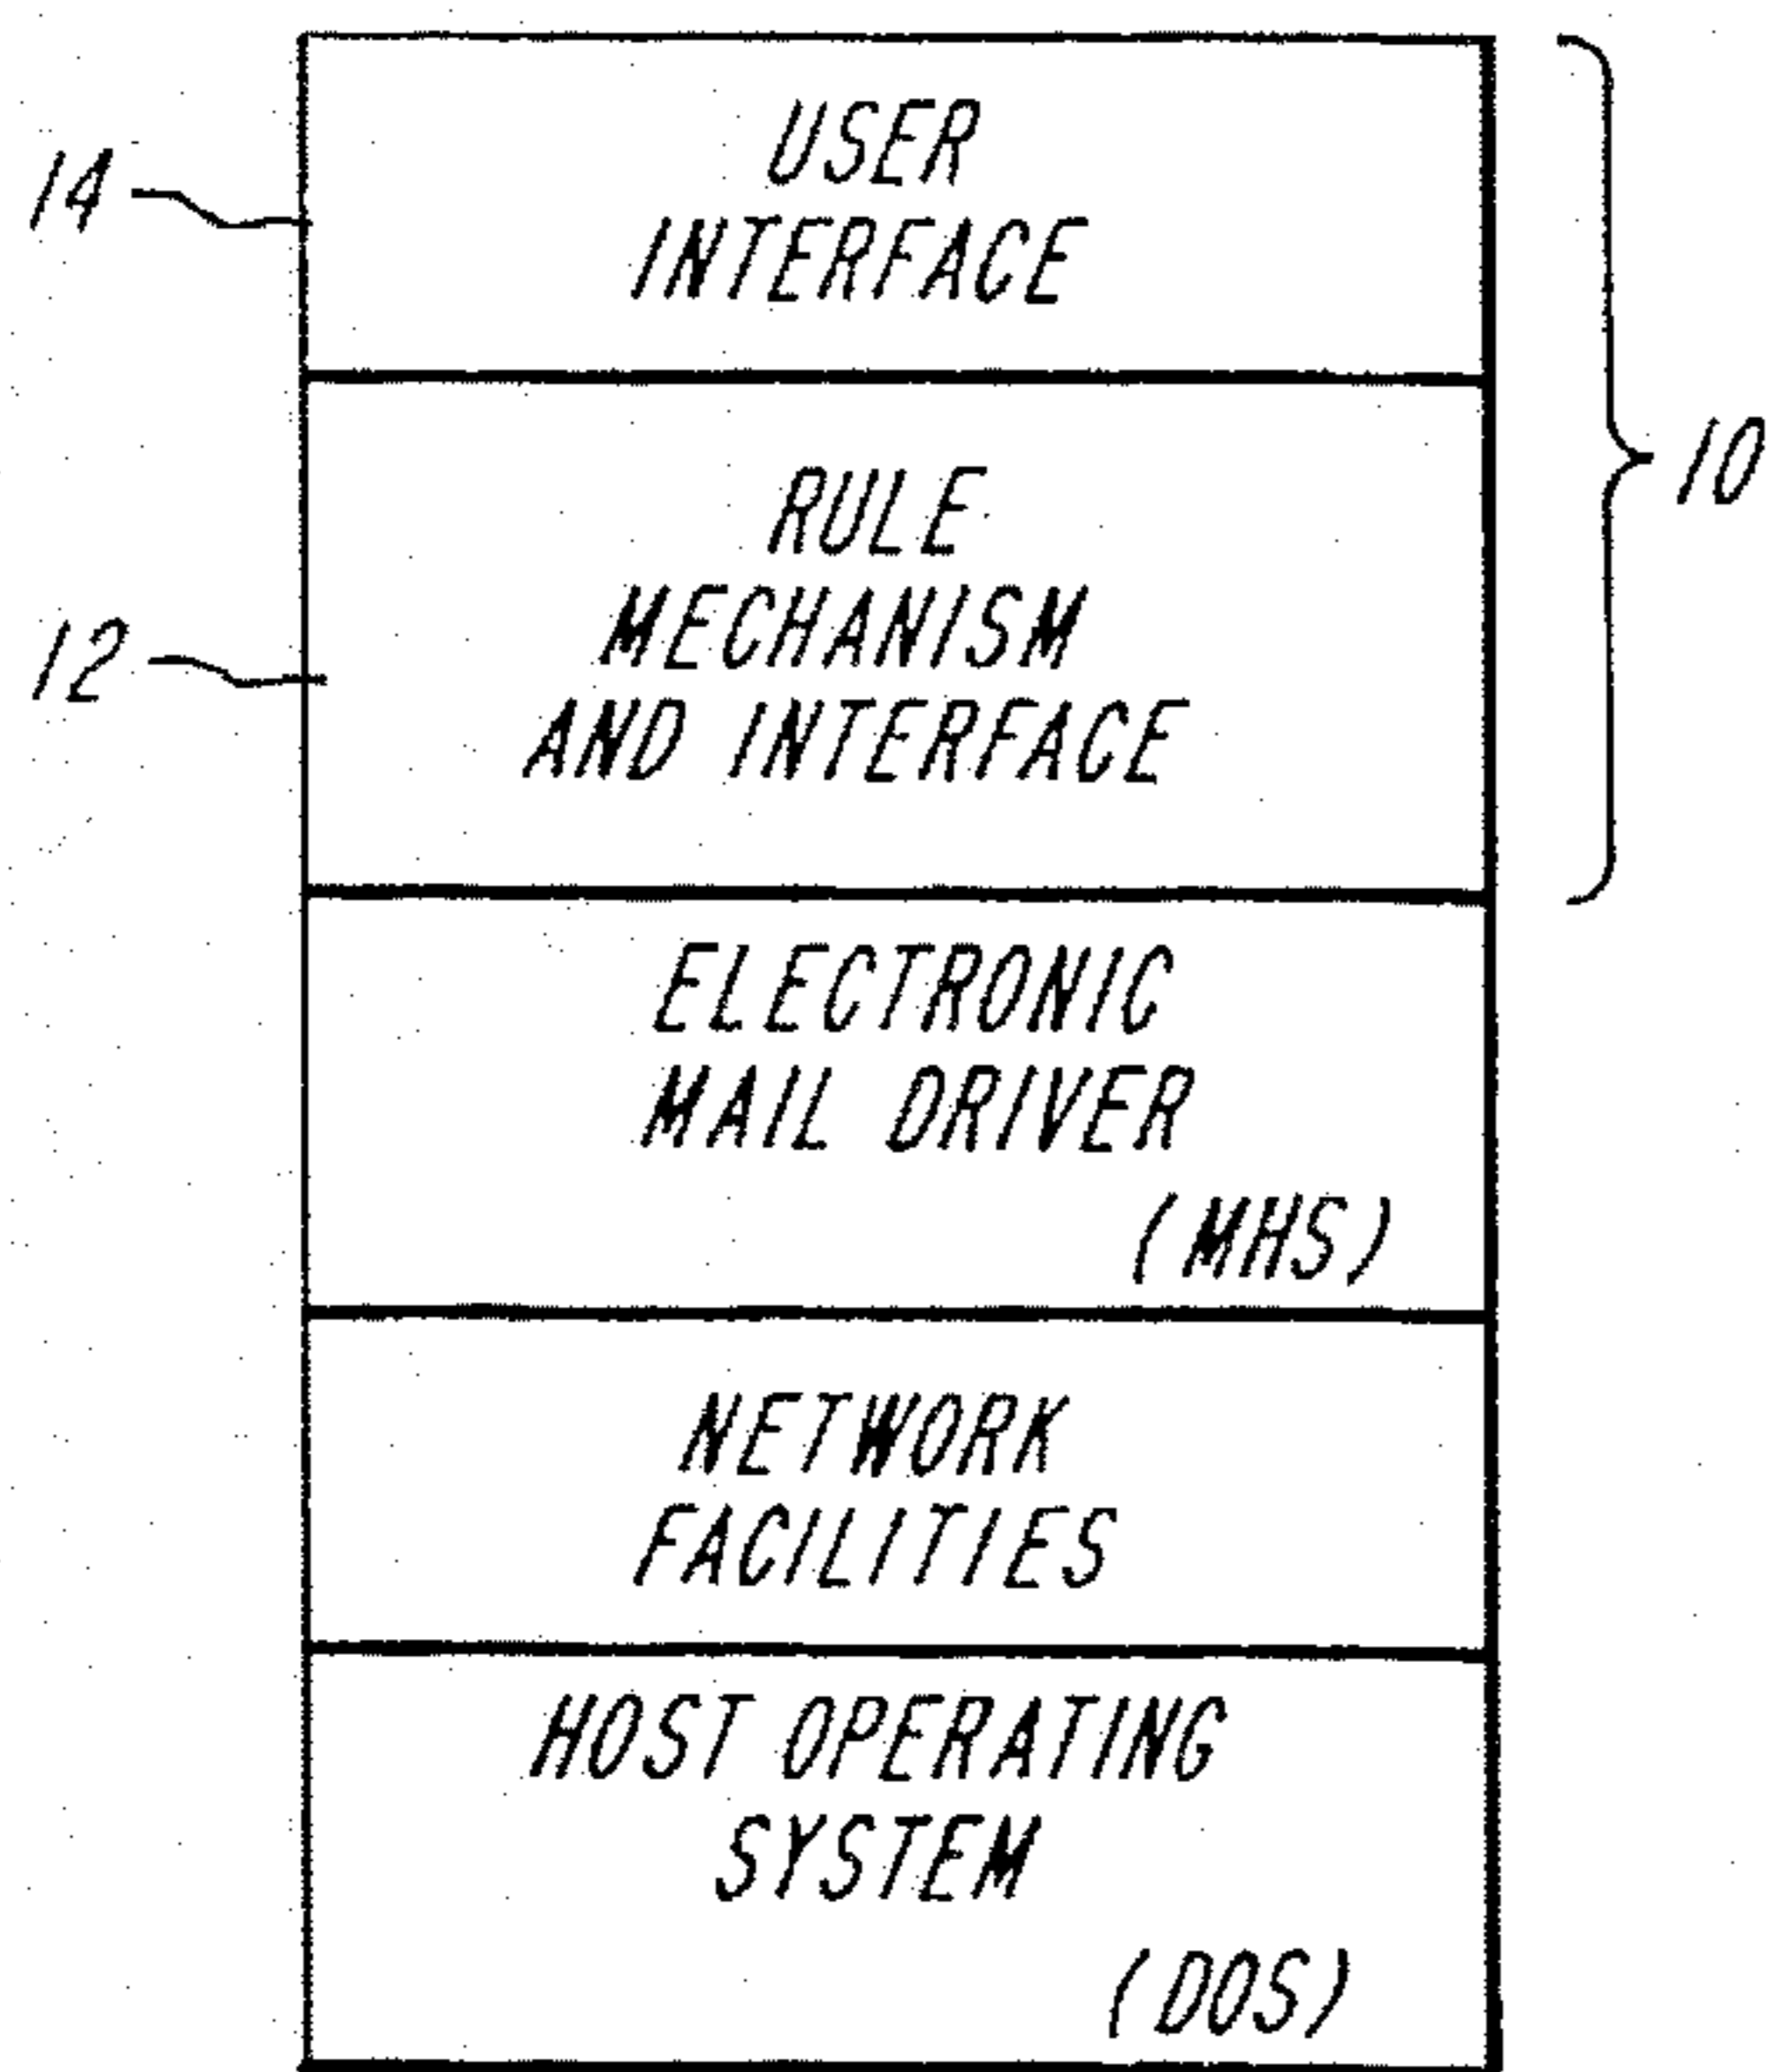 USER
INTERFACE
14
RULE
MECHANISM
AND INTERFACE
12
10
ELECTRONIC
MAIL DRIVER
(MHS)
NETWORK
FACILITIES
HOST OPERATING
SYSTEM
(DOS)